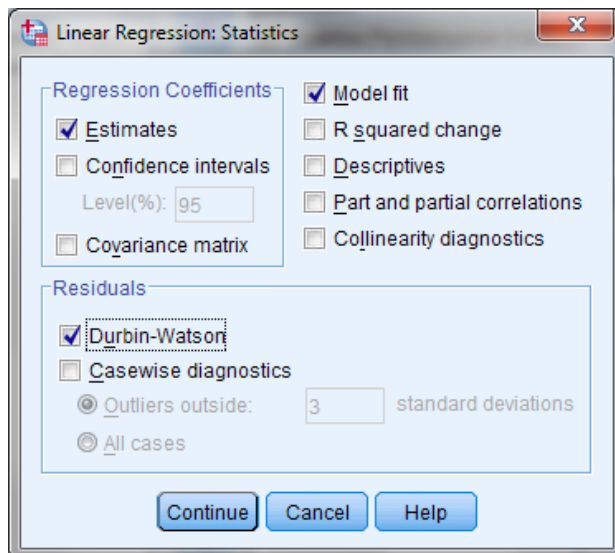 Linear Regression: Statistics
Regression Coefficients
Estimates
Confidence intervals
Level(%): 95
Covariance matrix
Model fit
R squared change
Descriptives
Part and partial correlations
Collinearity diagnostics
Residuals
Durbin-Watson
Casewise diagnostics
Outliers outside: 3 standard deviations
All cases
Continue Cancel Help